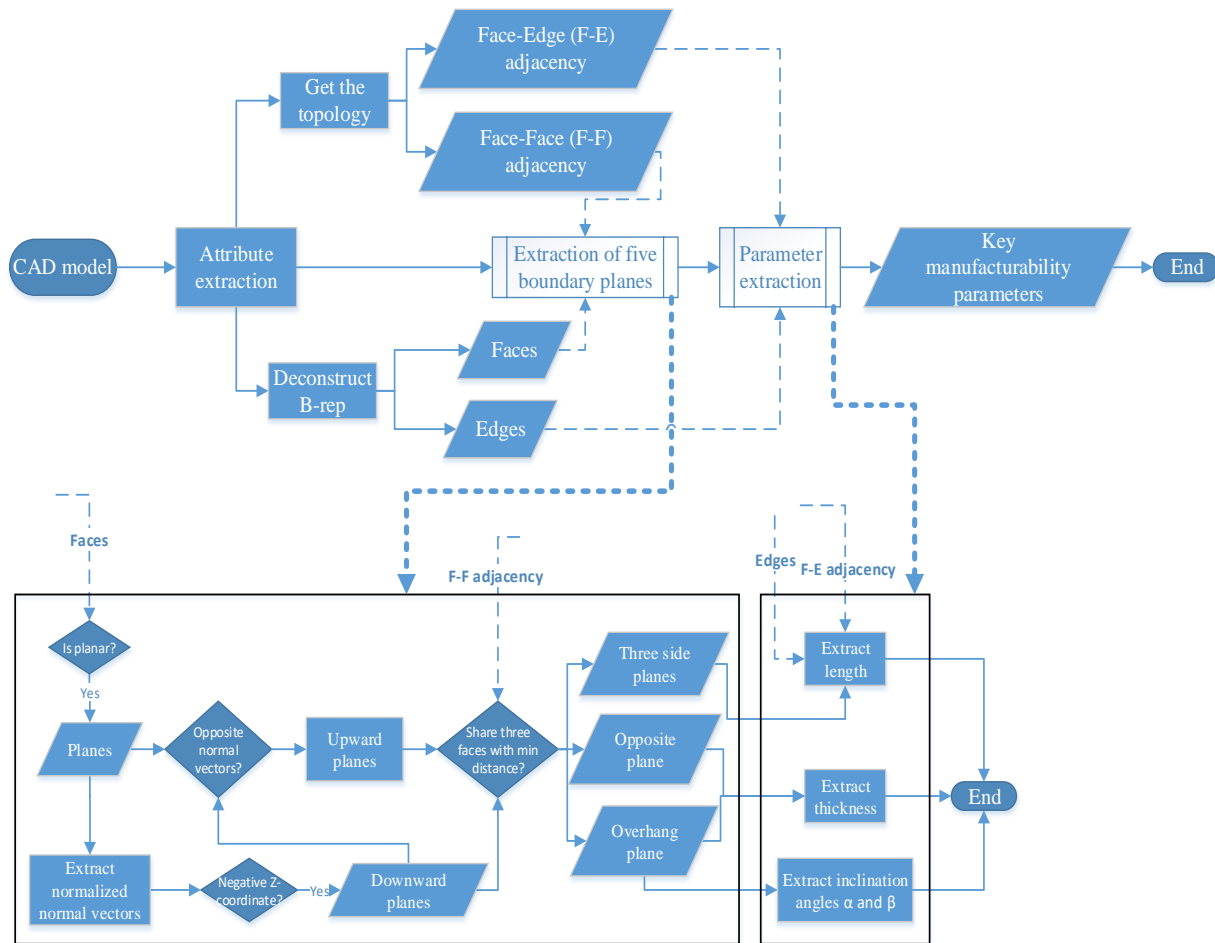 Face-Edge (F-E)
adjacency
Get the
topology
Face-Face (F-F)
adjacency
CAD model
Attribute
extraction
Extraction of five
boundary planes
Parameter
extraction
Key
manufacturability
parameters
End
Faces
Deconstruct
B-rep
Edges
Faces
F-F adjacency
Edges
F-E adjacency
Is planar?
Yes
Three side
planes
Extract
length
Planes
Opposite
normal
vectors?
Upward
planes
Share three
faces with min
distance?
Opposite
plane
Extract
thickness
End
Overhang
plane
Extract
normalized
normal vectors
Negative Z-
coordinate?
Yes
Downward
planes
Extract inclination
angles α and β